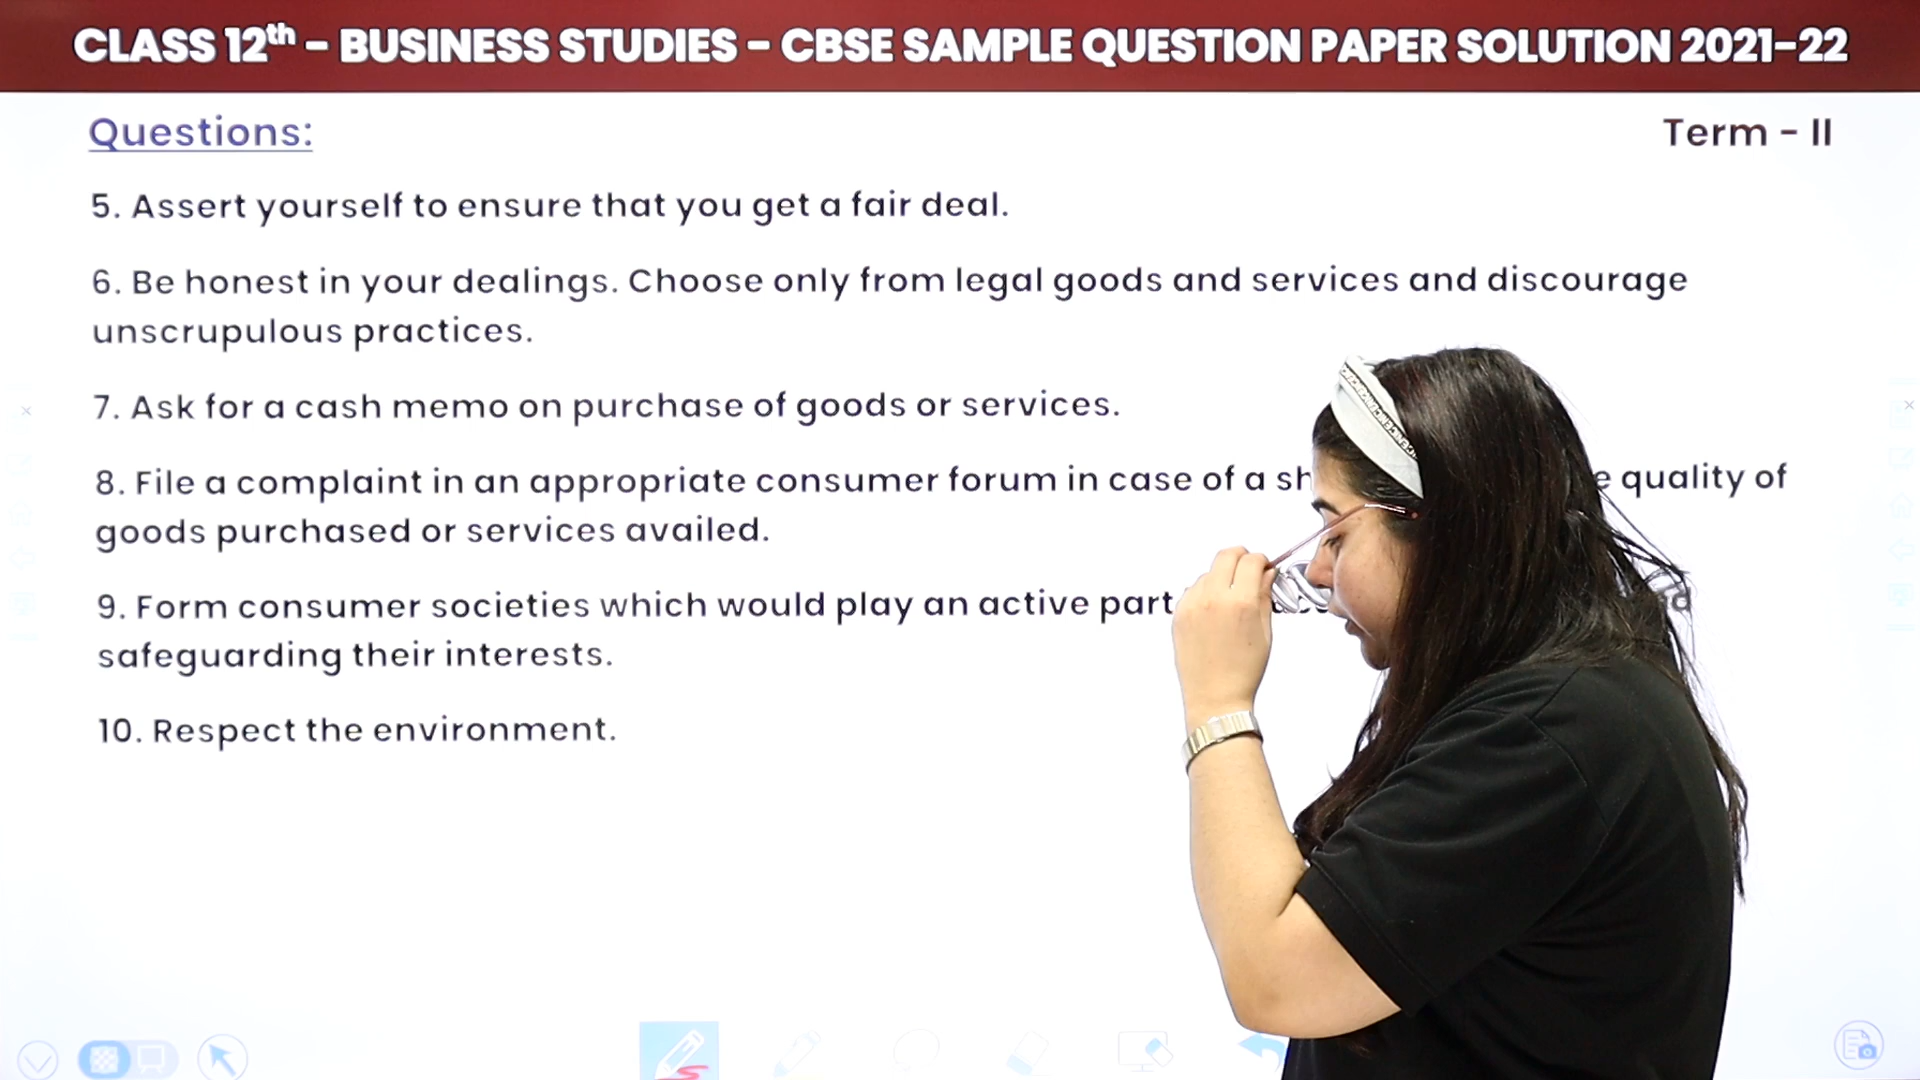 CLASS 12th – BUSINESS STUDIES – CBSE SAMPLE QUESTION PAPER SOLUTION 2021–22
Questions:
Term – II
5. Assert yourself to ensure that you get a fair deal.
6. Be honest in your dealings. Choose only from legal goods and services and discourage
unscrupulous practices.
7. Ask for a cash memo on purchase of goods or services.
8. File a complaint in an appropriate consumer forum in case of a quality of
goods purchased or services availed.
9. Form consumer societies which would play an active part
safeguarding their interests.
10. Respect the environment.